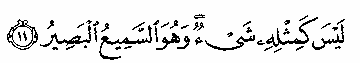 لَيْسَ كَمِثْلِهِۦ شَىْءٌۭ ۖ وَهُوَ ٱلسَّمِيعُ ٱلْبَصِيرُ ۝١١